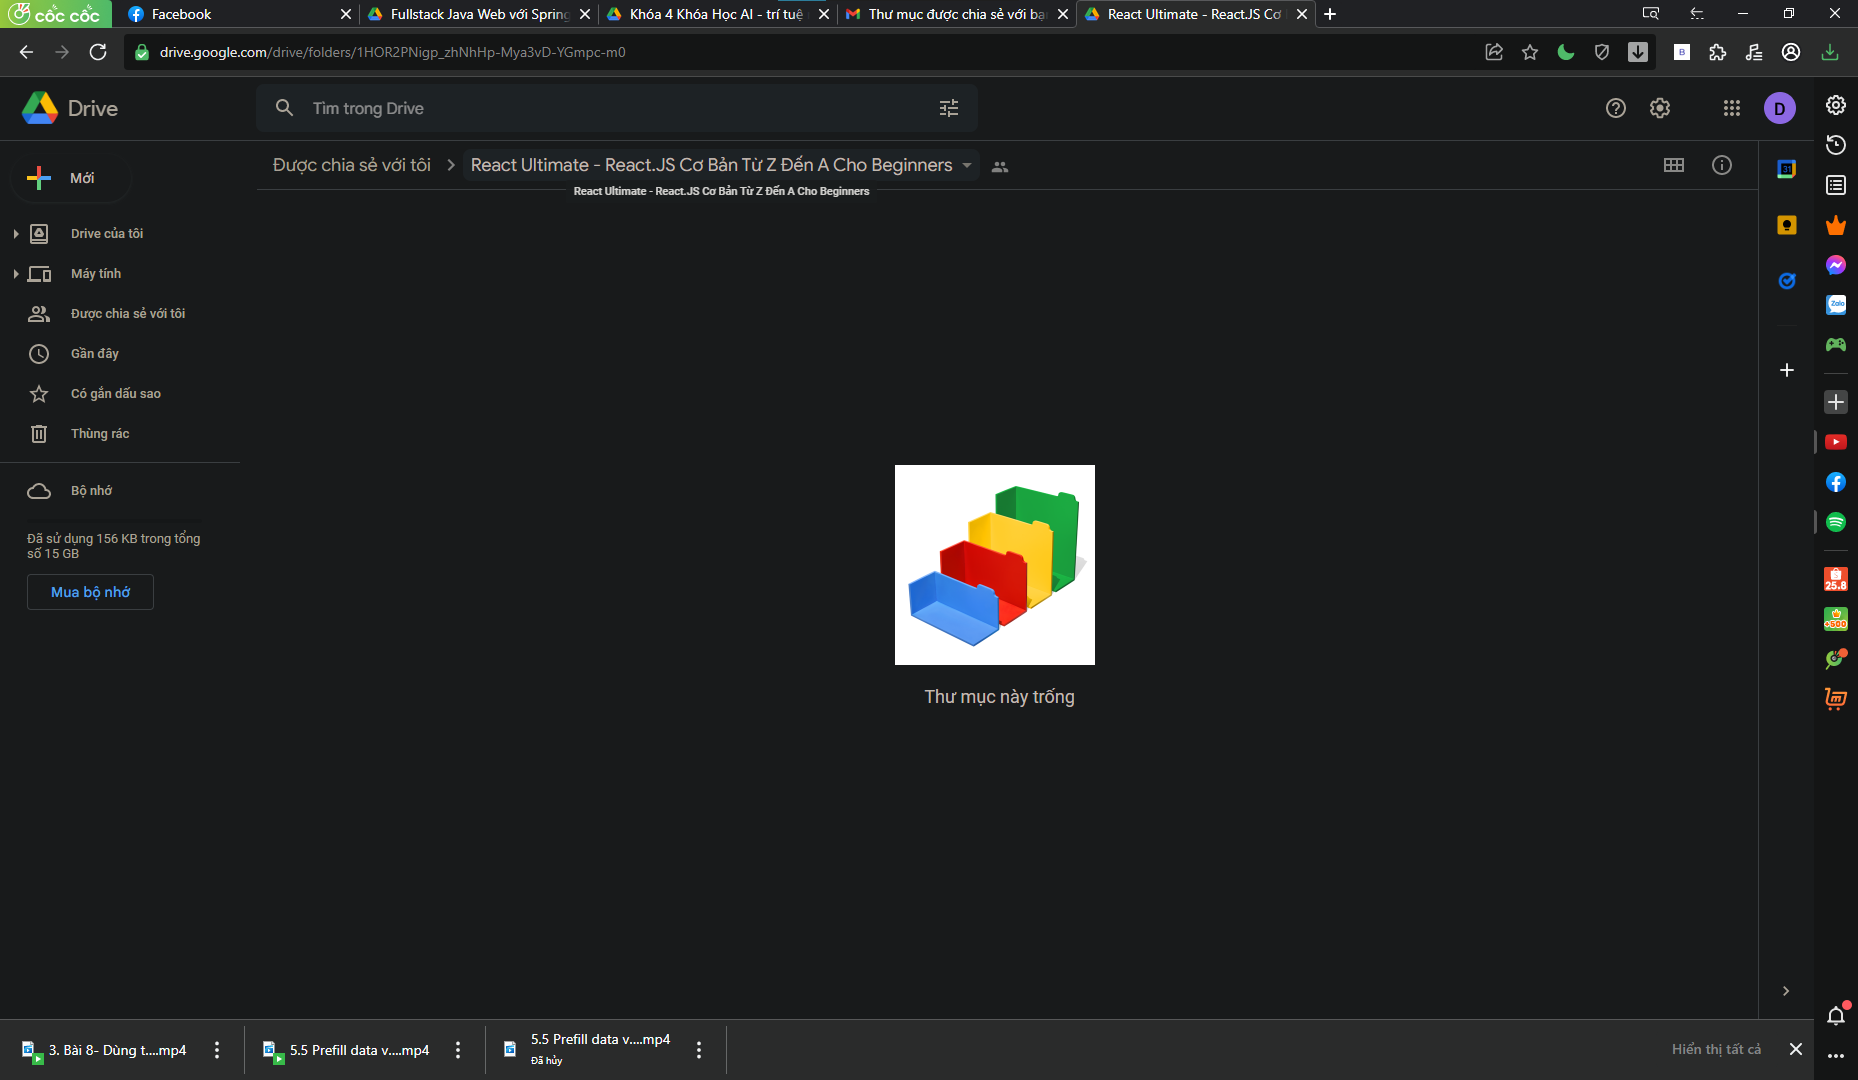 cốc cốc
Facebook
Fullstack Java Web với Spring
Khóa 4 Khóa Học AI - trí tuệ
Thư mục được chia sẻ với bạn
React Ultimate - React.JS Cơ
drive.google.com/drive/folders/1HOR2PNigp_zhNhHp-Mya3vD-YGmpc-m0
B
Drive
Tìm trong Drive
D
Mới
Được chia sẻ với tôi
React Ultimate - React.JS Cơ Bản Từ Z Đến A Cho Beginners
React Ultimate - React.JS Cơ Bản Từ Z Đến A Cho Beginners
31
Drive của tôi
Máy tính
Được chia sẻ với tôi
Gần đây
Có gắn dấu sao
Thùng rác
Bộ nhớ
Đã sử dụng 156 KB trong tổng
số 15 GB
Mua bộ nhớ
Zalo
25.8
+500
Thư mục này trống
3. Bài 8- Dùng t....mp4
5.5 Prefill data v....mp4
5.5 Prefill data v....mp4
Đã hủy
Hiển thị tất cả